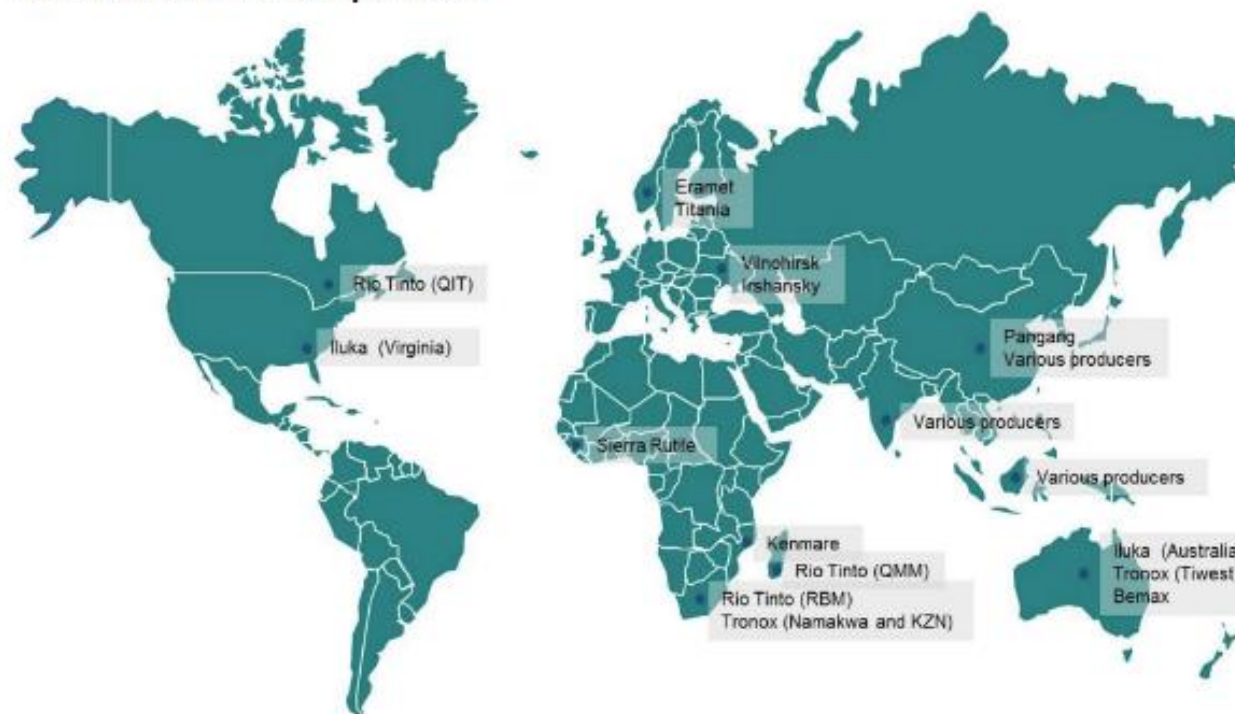 Eramet
Titania
Vilnohirsk
Irshansky
Rio Tinto (QIT)
Iluka (Virginia)
Pangang
Various producers
Various producers
Sierra Rutile
Various producers
Kenmare
Rio Tinto (QMM)
Rio Tinto (RBM)
Tronox (Namakwa and KZN)
Iluka (Australia
Tronox (Tiwest
Bemax